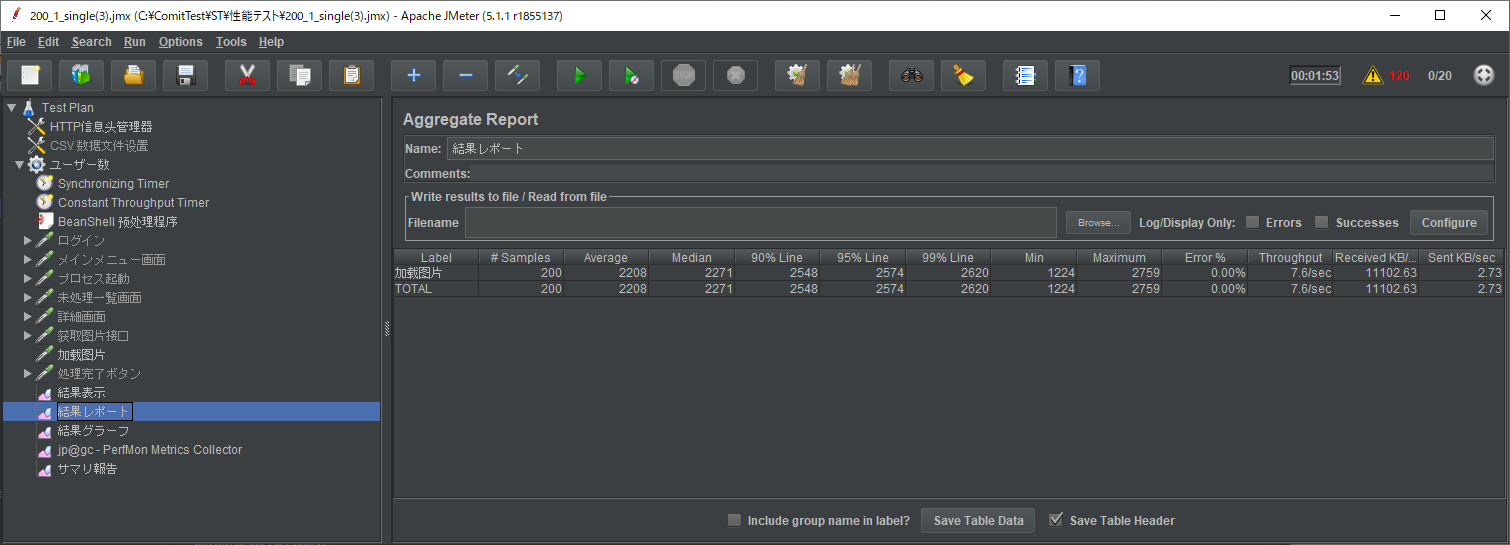 200_1_single(3).jmx (C:¥ComitTest¥ST¥性能テスト¥200_1_single(3).jmx) - Apache JMeter (5.1.1 r1855137)
File Edit Search Run Options Tools Help
STOP 00:01:53 120 0/20
Test Plan
HTTP信息头管理器
CSV 数据文件设置
ユーザー数
Synchronizing Timer
Constant Throughput Timer
BeanShell 预处理程序
ログイン
メインメニュー画面
プロセス起動
未処理一覧画面
詳細画面
获取图片接口
加载图片
処理完了ボタン
結果表示
結果レポート
結果グラーフ
jp@gc - PerfMon Metrics Collector
サマリ報告
Aggregate Report
Name: 結果レポート
Comments:
Write results to file / Read from file
Filename Browse... Log/Display Only: Errors Successes Configure
Label # Samples Average Median 90% Line 95% Line 99% Line Min Maximum Error % Throughput Received KB/... Sent KB/sec
加载图片 200 2208 2271 2548 2574 2620 1224 2759 0.00% 7.6/sec 11102.63 2.73
TOTAL 200 2208 2271 2548 2574 2620 1224 2759 0.00% 7.6/sec 11102.63 2.73
Include group name in label? Save Table Data Save Table Header